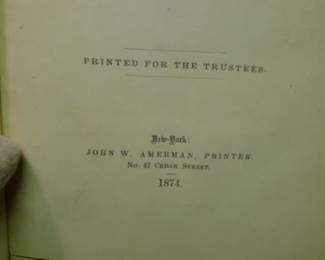 PRINTED FOR THE TRUSTEES.
New-York:
JOHN W. AMERMAN, PRINTER,
No. 47 Cedar Street.
1874.